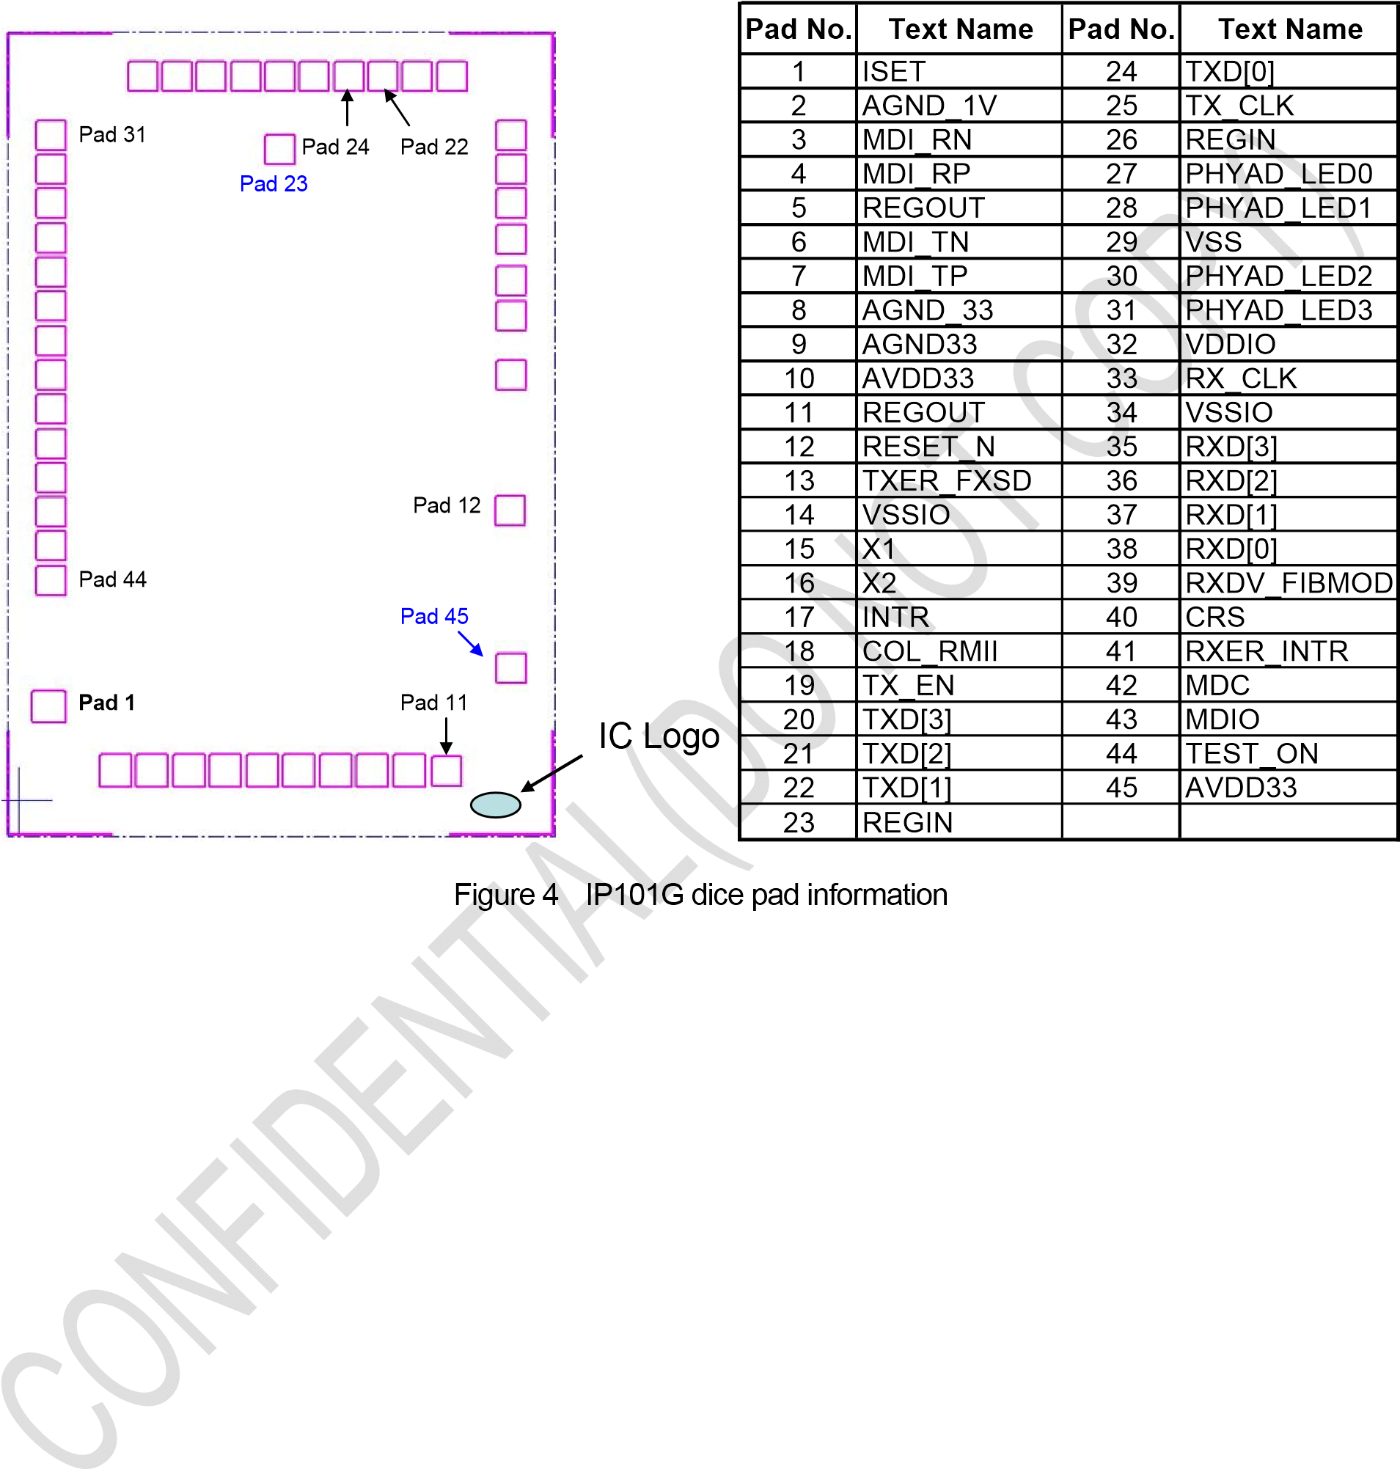 Pad 31
Pad 24
Pad 22
Pad 23
Pad 12
Pad 44
Pad 45
Pad 1
Pad 11
IC Logo
Pad No. Text Name Pad No. Text Name
1 ISET 24 TXD[0]
2 AGND_1V 25 TX_CLK
3 MDI_RN 26 REGIN
4 MDI_RP 27 PHYAD_LED0
5 REGOUT 28 PHYAD_LED1
6 MDI_TN 29 VSS
7 MDI_TP 30 PHYAD_LED2
8 AGND_33 31 PHYAD_LED3
9 AGND33 32 VDDIO
10 AVDD33 33 RX_CLK
11 REGOUT 34 VSSIO
12 RESET_N 35 RXD[3]
13 TXER_FXSD 36 RXD[2]
14 VSSIO 37 RXD[1]
15 X1 38 RXD[0]
16 X2 39 RXDV_FIBMOD
17 INTR 40 CRS
18 COL_RMII 41 RXER_INTR
19 TX_EN 42 MDC
20 TXD[3] 43 MDIO
21 TXD[2] 44 TEST_ON
22 TXD[1] 45 AVDD33
23 REGIN
Figure 4 IP101G dice pad information
CONFIDENTIAL(DO NOT COPY)